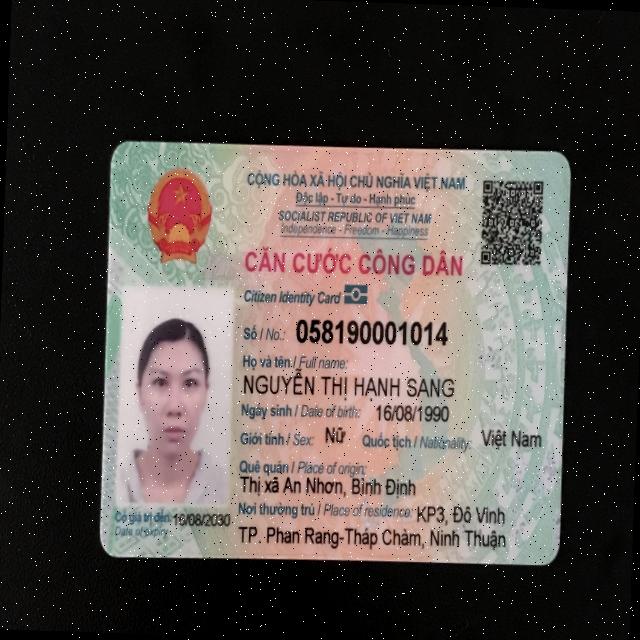 CỘNG HÒA XÃ HỘI CHỦ NGHĨA VIỆT NAM
Độc lập - Tự do - Hạnh phúc
SOCIALIST REPUBLIC OF VIET NAM
Independence - Freedom - Happiness
CĂN CƯỚC CÔNG DÂN
Citizen Identity Card
Số / No.: 058190001014
Họ và tên / Full name:
NGUYỄN THỊ HẠNH SANG
Ngày sinh / Date of birth: 16/08/1990
Giới tính / Sex: Nữ Quốc tịch / Nationality: Việt Nam
Quê quán / Place of origin:
Thị xã An Nhơn, Bình Định
Nơi thường trú / Place of residence: KP3, Đô Vinh
TP. Phan Rang-Tháp Chàm, Ninh Thuận
Có giá trị đến: 16/08/2030
Date of expiry